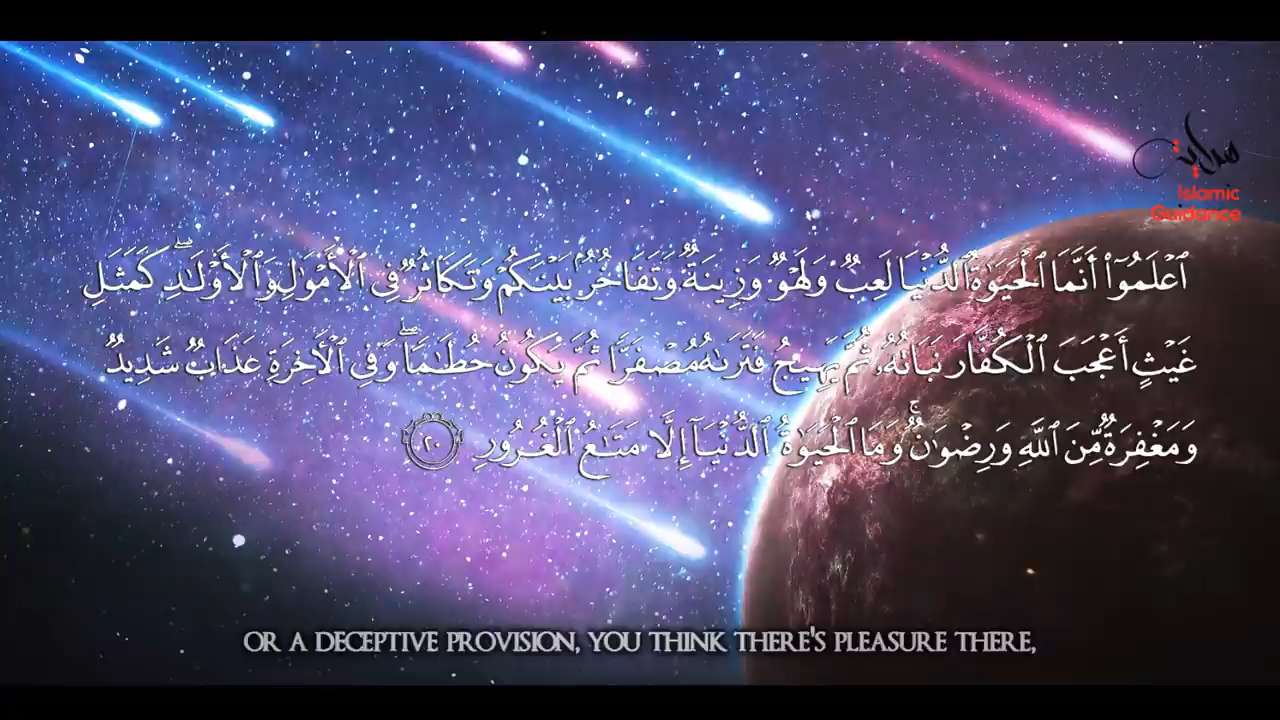 هداية
Islamic
Guidance
ٱعْلَمُوٓا۟ أَنَّمَا ٱلْحَيَوٰةُ ٱلدُّنْيَا لَعِبٌ وَلَهْوٌ وَزِينَةٌ وَتَفَاخُرٌۢ بَيْنَكُمْ وَتَكَاثُرٌ فِى ٱلْأَمْوَٰلِ وَٱلْأَوْلَـٰدِ ۖ كَمَثَلِ
غَيْثٍ أَعْجَبَ ٱلْكُفَّارَ نَبَاتُهُۥ ثُمَّ يَهِيجُ فَتَرَىٰهُ مُصْفَرًّا ثُمَّ يَكُونُ حُطَـٰمًا ۖ وَفِى ٱلْـَٔاخِرَةِ عَذَابٌ شَدِيدٌ
وَمَغْفِرَةٌ مِّنَ ٱللَّهِ وَرِضْوَٰنٌ ۚ وَمَا ٱلْحَيَوٰةُ ٱلدُّنْيَآ إِلَّا مَتَـٰعُ ٱلْغُرُورِ ٢٠
OR A DECEPTIVE PROVISION, YOU THINK THERE'S PLEASURE THERE,